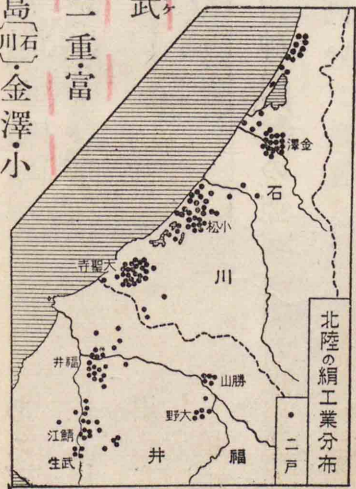 武ヶ
一重・富
島〔石川〕・金澤・小
北陸の絹工業分布
・二戸
金澤
石川
小松
大聖寺
福井
勝山
大野
鯖江
武生
福井